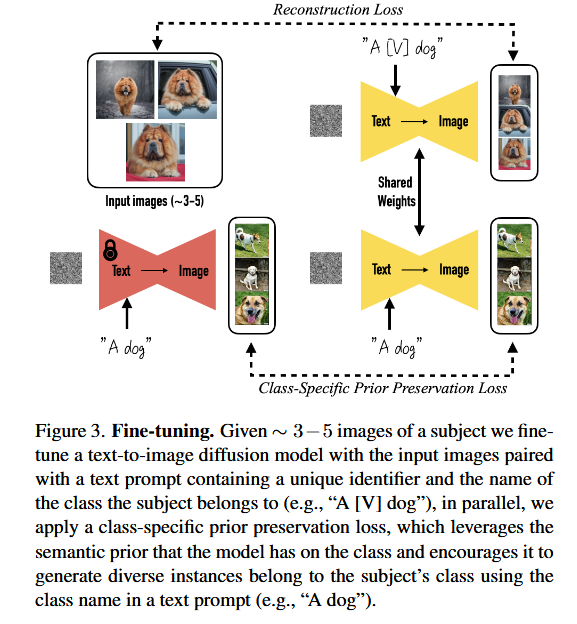 Reconstruction Loss
"A [V] dog"
Text → Image
Input images (~3-5)
Shared
Weights
Text → Image
Text → Image
"A dog"
"A dog"
Class-Specific Prior Preservation Loss
Figure 3. Fine-tuning. Given ∼ 3−5 images of a subject we fine-
tune a text-to-image diffusion model with the input images paired
with a text prompt containing a unique identifier and the name of
the class the subject belongs to (e.g., “A [V] dog”), in parallel, we
apply a class-specific prior preservation loss, which leverages the
semantic prior that the model has on the class and encourages it to
generate diverse instances belong to the subject’s class using the
class name in a text prompt (e.g., “A dog”).